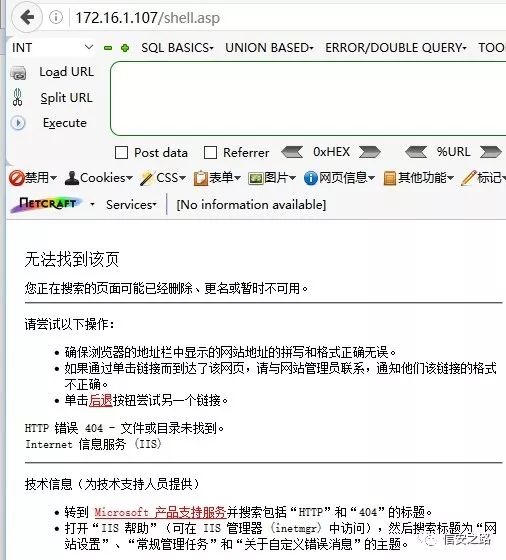 172.16.1.107/shell.asp
INT SQL BASICS UNION BASED ERROR/DOUBLE QUERY TOO
Load URL
Split URL
Execute
Post data Referrer 0xHEX %URL
禁用 Cookies CSS 表单 图片 网页信息 其他功能 标记
NETCRAFT Services [No information available]
无法找到该页
您正在搜索的页面可能已经删除、更名或暂时不可用。
请尝试以下操作:
确保浏览器的地址栏中显示的网站地址的拼写和格式正确无误。
如果通过单击链接而到达了该网页,请与网站管理员联系,通知他们该链接的格式
不正确。
单击后退按钮尝试另一个链接。
HTTP 错误 404 - 文件或目录未找到。
Internet 信息服务 (IIS)
技术信息(为技术支持人员提供)
转到 Microsoft 产品支持服务并搜索包括“HTTP”和“404”的标题。
打开“IIS 帮助”(可在 IIS 管理器 (inetmgr) 中访问),然后搜索标题为“网
站设置”、“常规管理任务”和“关于自定义错误消息”的主题。
信安之路